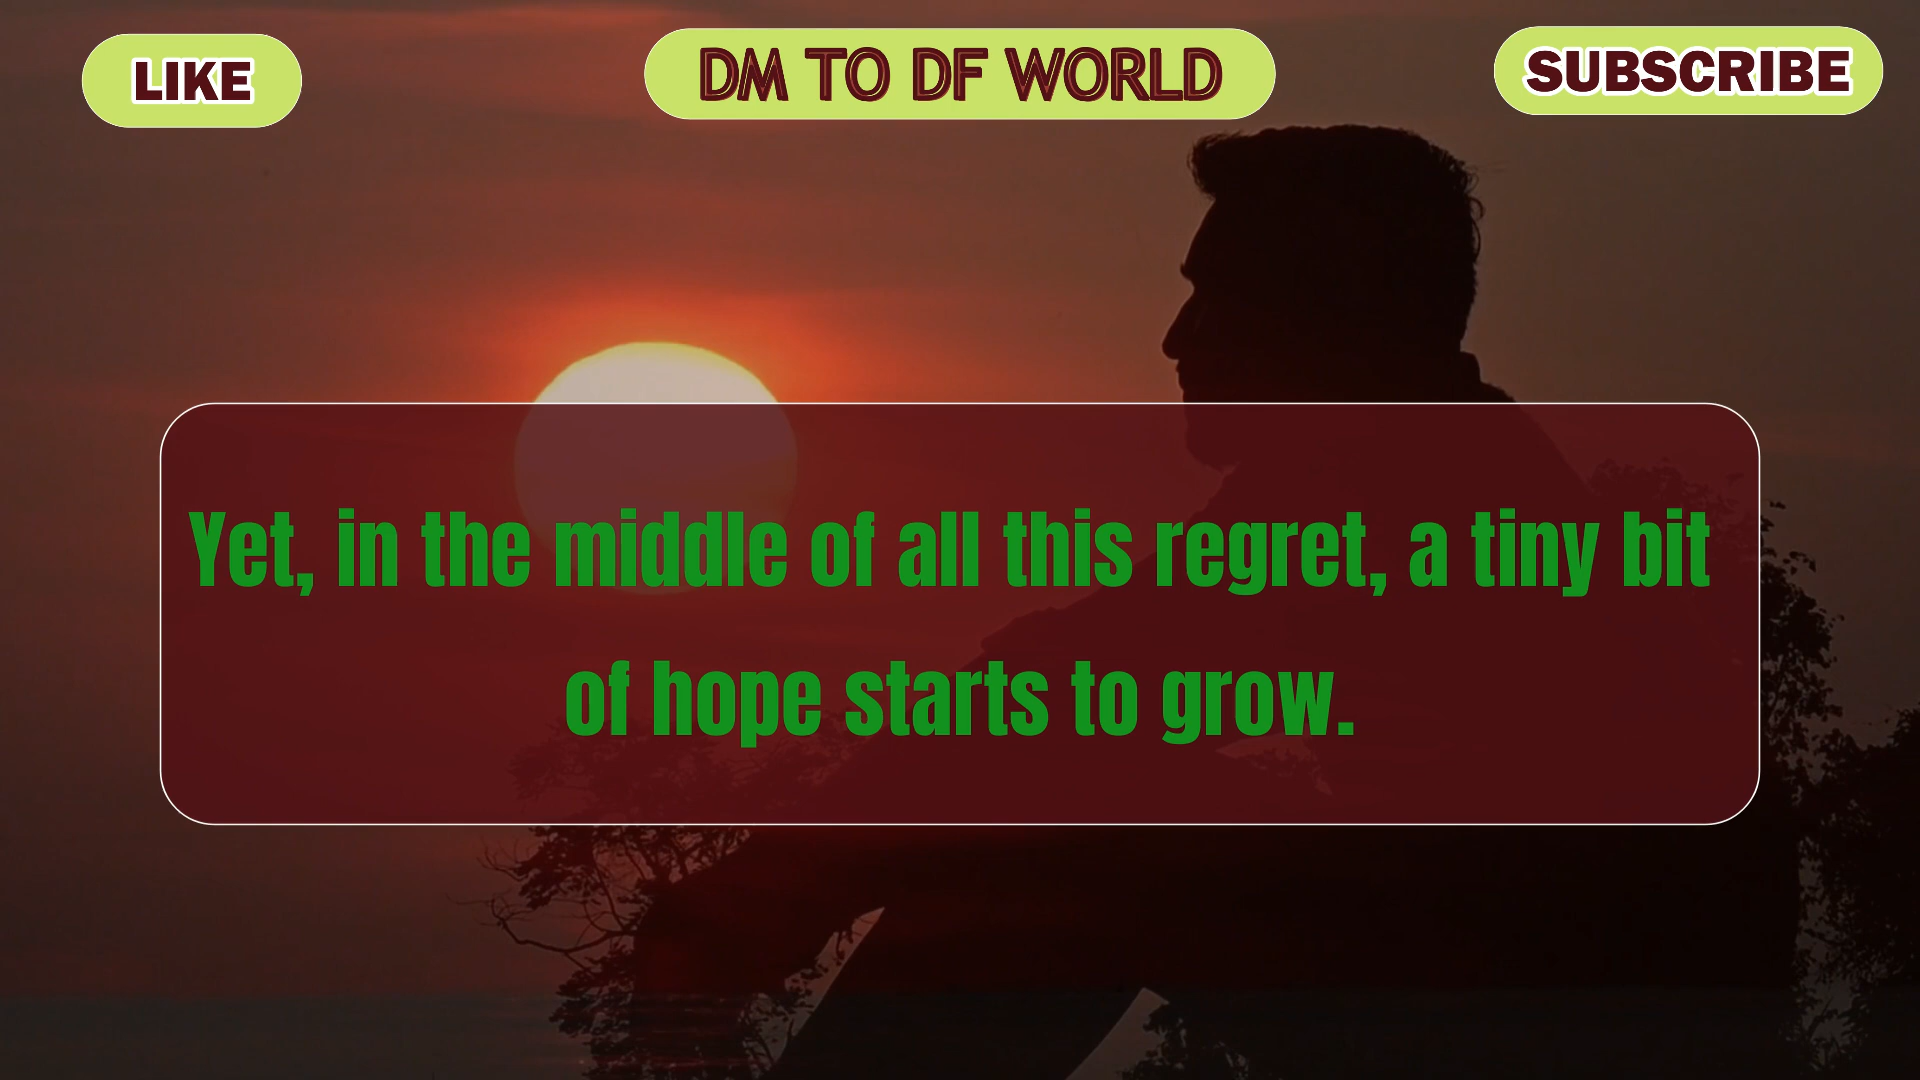 LIKE
DM TO DF WORLD
SUBSCRIBE
Yet, in the middle of all this regret, a tiny bit
of hope starts to grow.